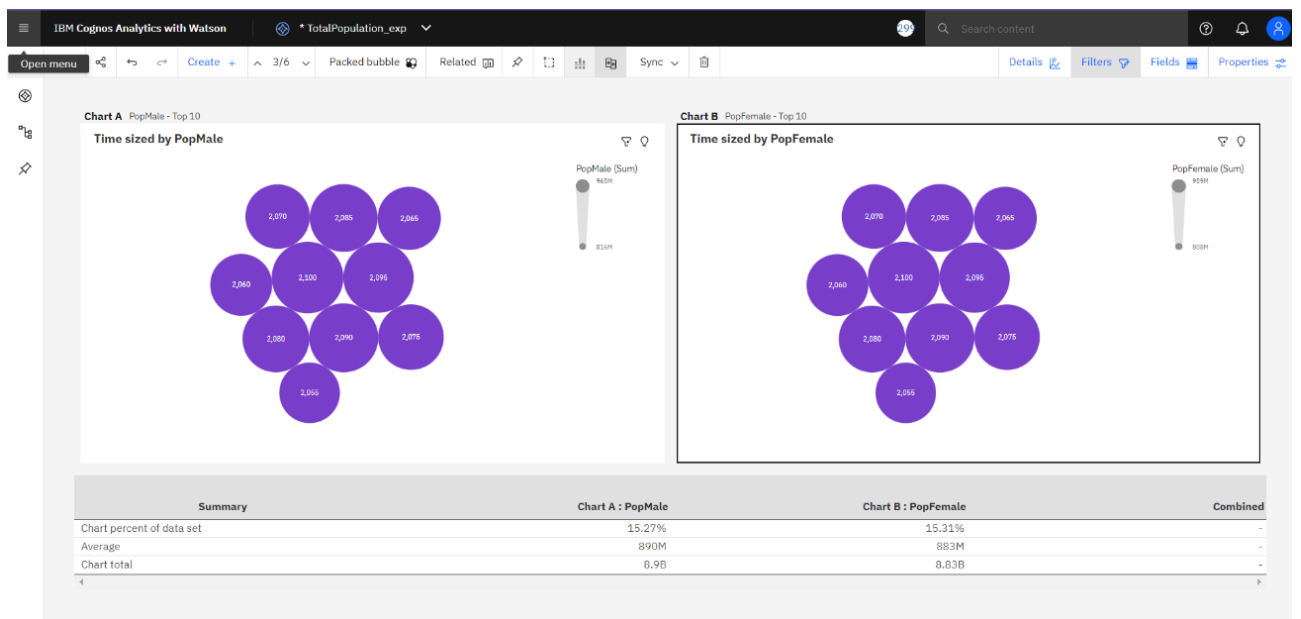 IBM Cognos Analytics with Watson
* TotalPopulation_exp
299
Search content
Open menu
Create +
3/6
Packed bubble
Related
Sync
Details
Filters
Fields
Properties
Chart A PopMale - Top 10
Time sized by PopMale
PopMale (Sum)
965M
816M
2,070
2,085
2,065
2,060
2,100
2,095
2,080
2,090
2,075
2,055
Chart B PopFemale - Top 10
Time sized by PopFemale
PopFemale (Sum)
959M
808M
2,070
2,085
2,065
2,060
2,100
2,095
2,080
2,090
2,075
2,055
Summary Chart A : PopMale Chart B : PopFemale Combined
Chart percent of data set 15.27% 15.31% -
Average 890M 883M -
Chart total 8.9B 8.83B -